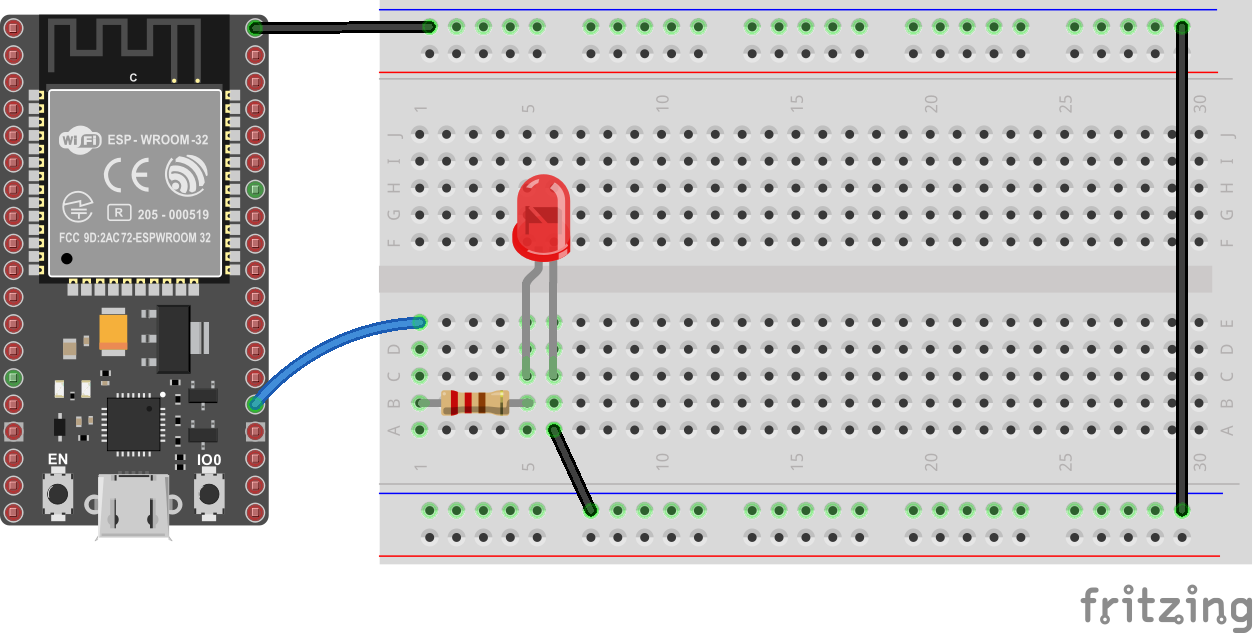 C
Wi Fi ESP - WROOM-32
CE
R 205 - 000519
FCC 9D:2AC72-ESPWROOM 32
EN
IO0
1 5 10 15 20 25 30
J J
I I
H H
G G
F F
E E
D D
C C
B B
A A
1 5 10 15 20 25 30
fritzing